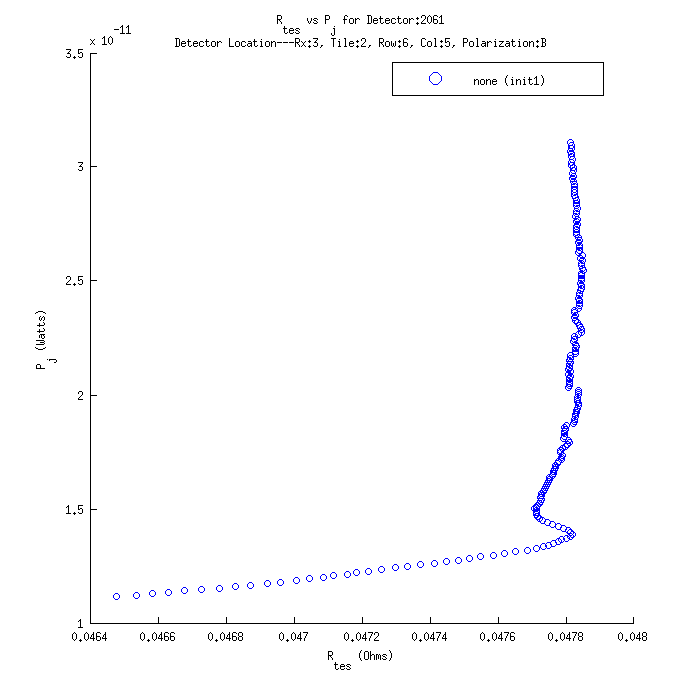 R_tes vs P_j for Detector:2061
Detector Location---Rx:3, Tile:2, Row:6, Col:5, Polarization:B
x 10^-11
none (init1)
3.5
3
2.5
2
1.5
1
P_j (Watts)
0.0464 0.0466 0.0468 0.047 0.0472 0.0474 0.0476 0.0478 0.048
R_tes (Ohms)